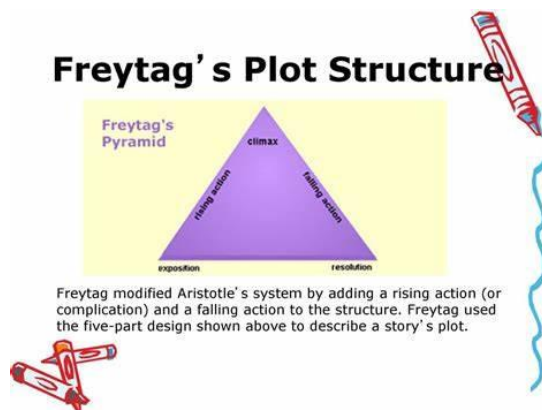 Freytag's Plot Structure
Freytag's
Pyramid
climax
rising action
falling action
exposition
resolution
Freytag modified Aristotle's system by adding a rising action (or
complication) and a falling action to the structure. Freytag used
the five-part design shown above to describe a story's plot.